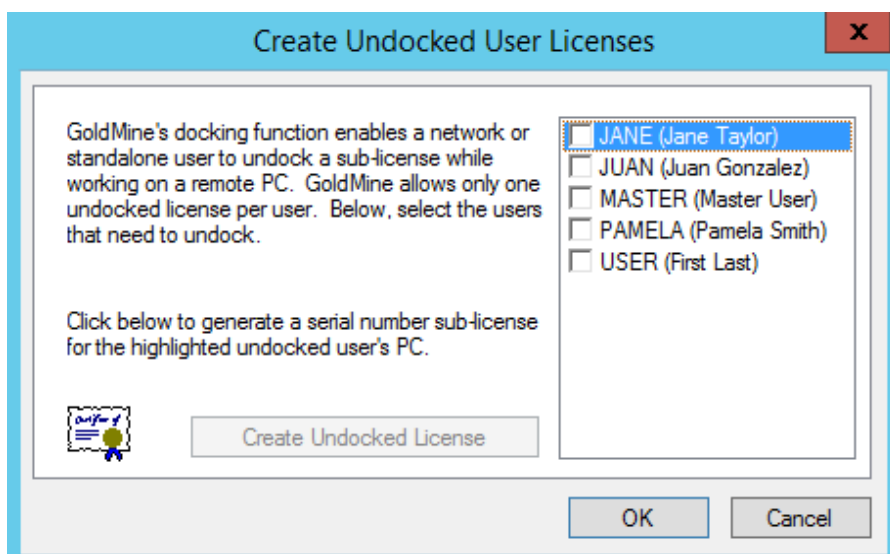 Create Undocked User Licenses
x
GoldMine's docking function enables a network or
standalone user to undock a sub-license while
working on a remote PC. GoldMine allows only one
undocked license per user. Below, select the users
that need to undock.
Click below to generate a serial number sub-license
for the highlighted undocked user's PC.
Create Undocked License
JANE (Jane Taylor)
JUAN (Juan Gonzalez)
MASTER (Master User)
PAMELA (Pamela Smith)
USER (First Last)
OK
Cancel